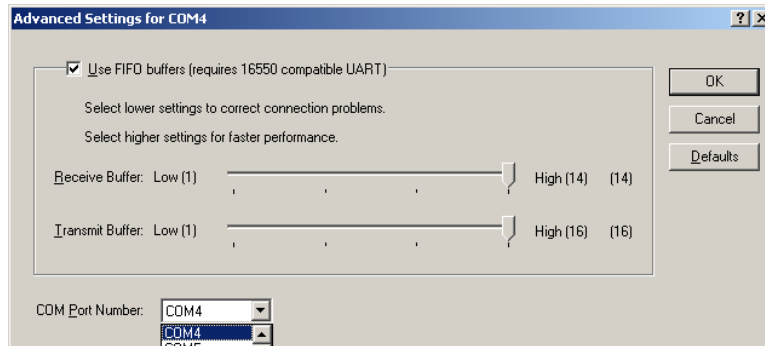 Advanced Settings for COM4 ? x
Use FIFO buffers (requires 16550 compatible UART)
OK
Select lower settings to correct connection problems.
Cancel
Select higher settings for faster performance.
Defaults
Receive Buffer: Low (1) High (14) (14)
Transmit Buffer: Low (1) High (16) (16)
COM Port Number: COM4
COM4